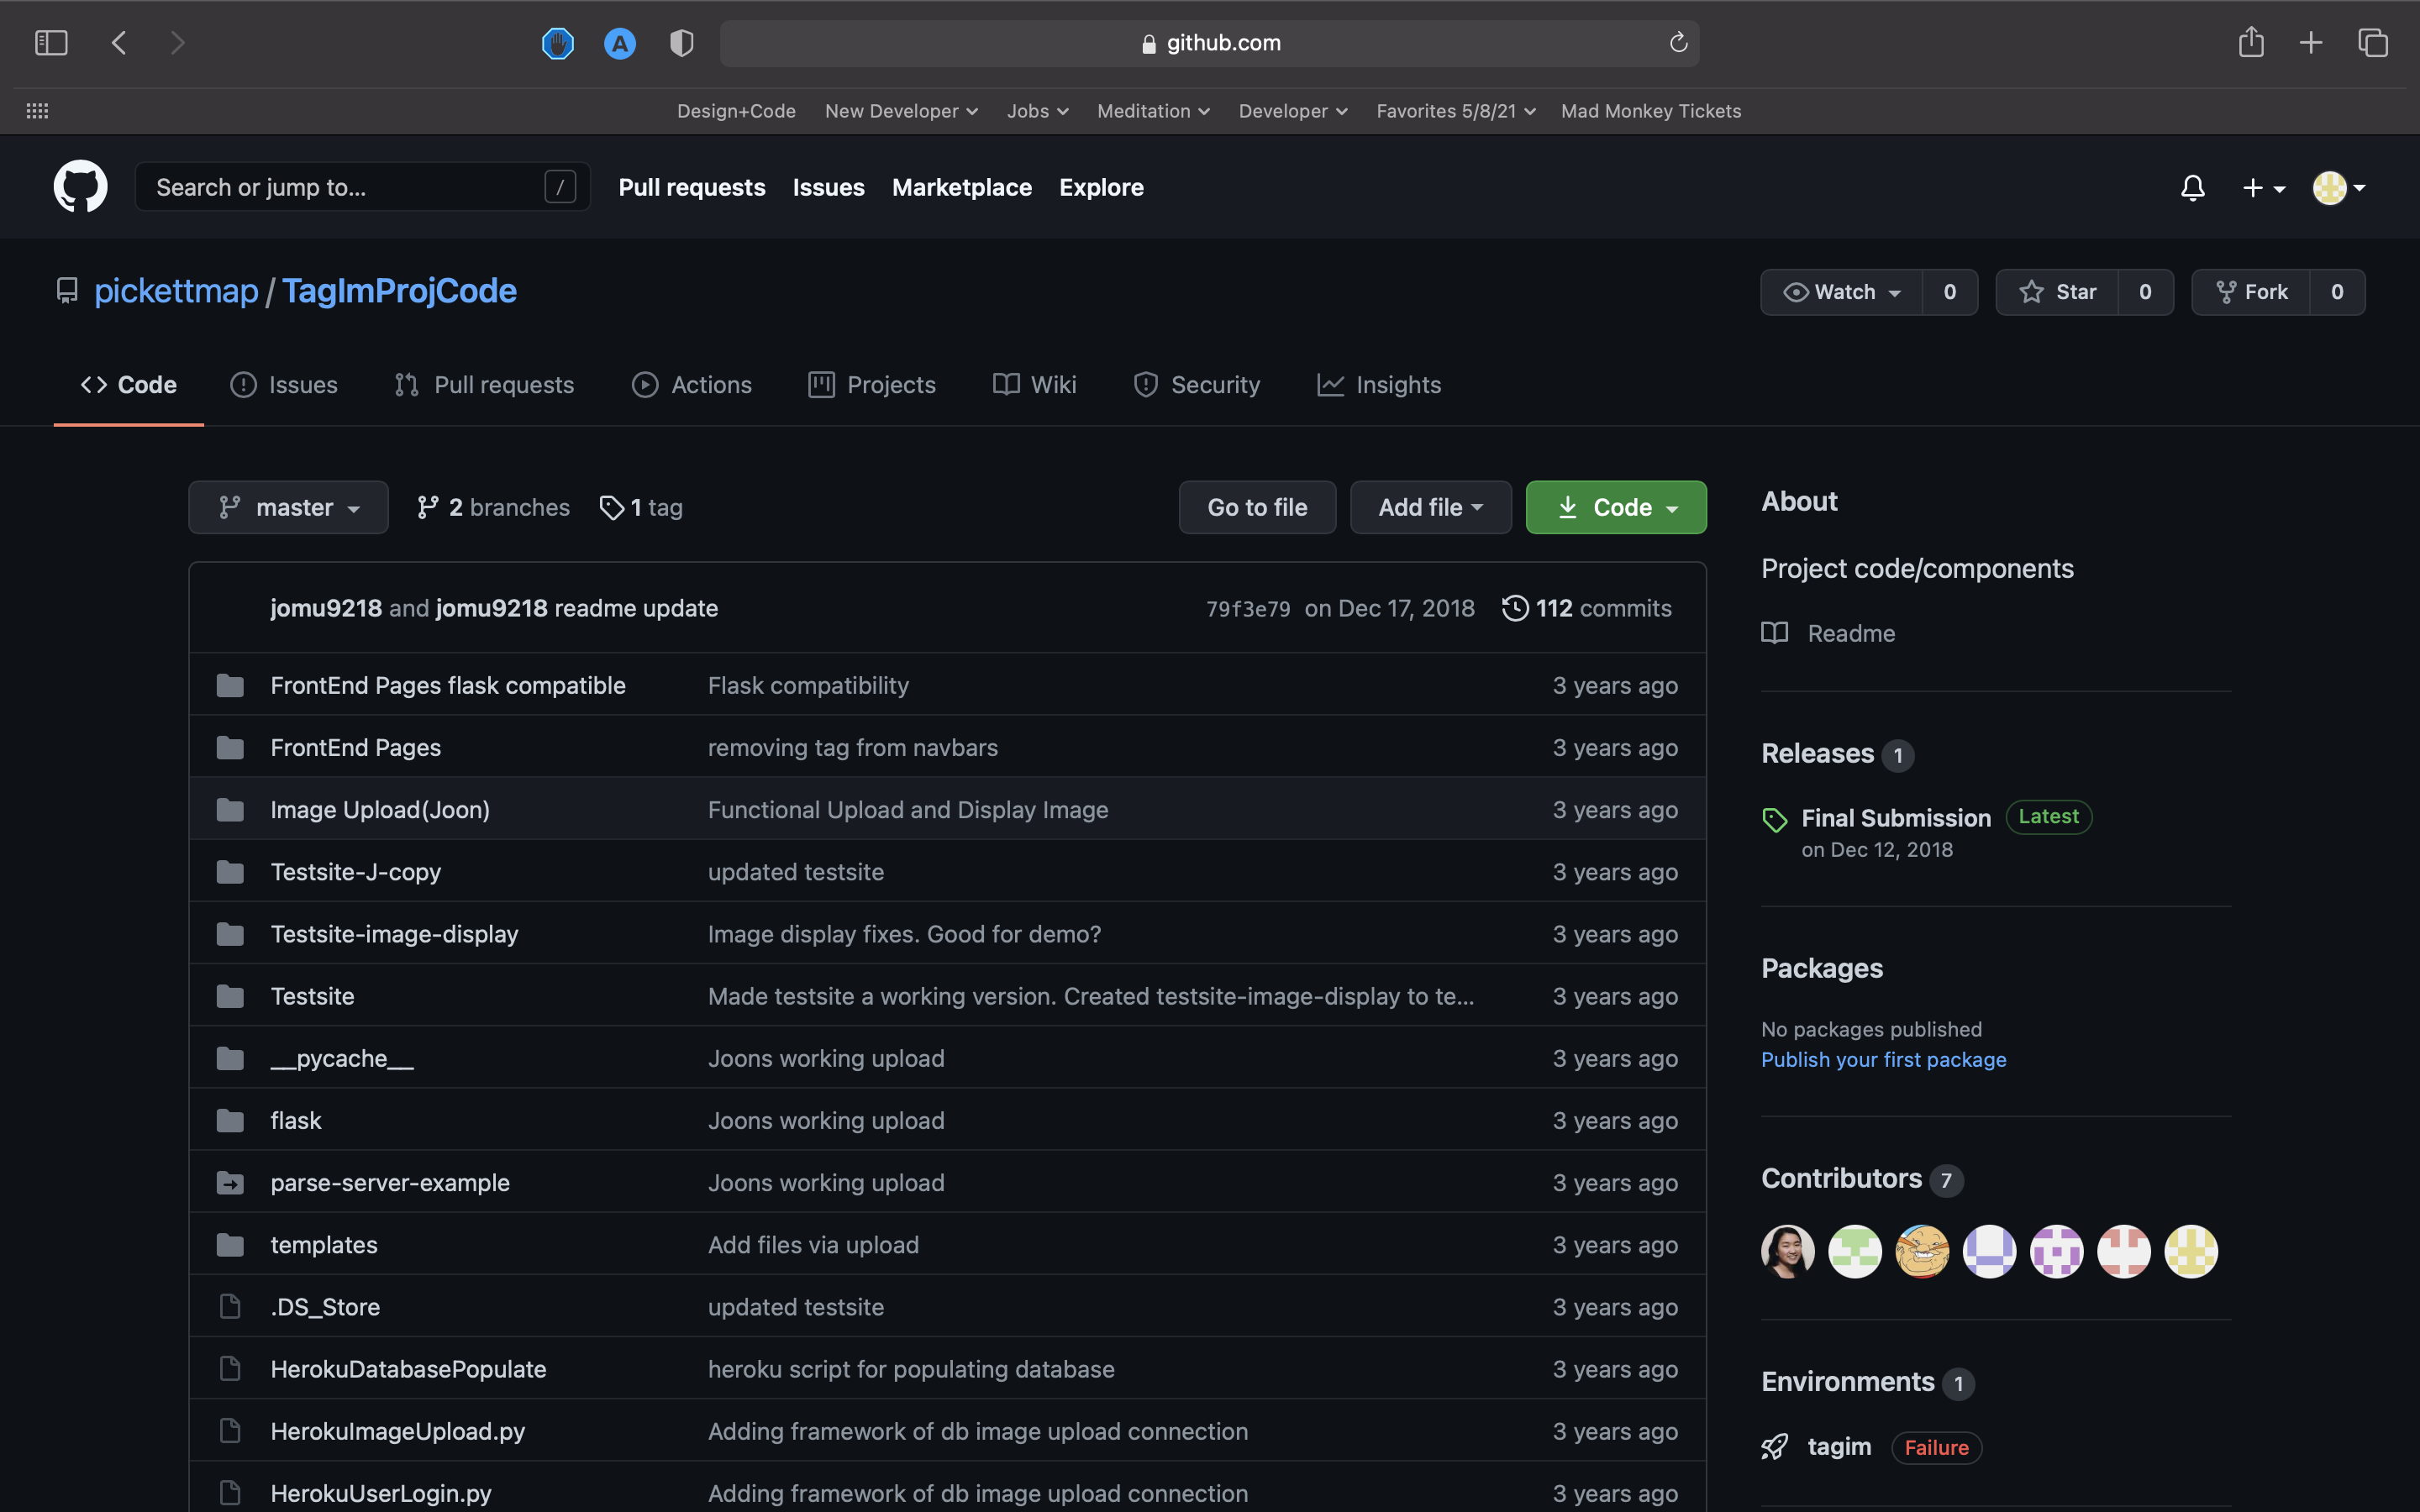 github.com
Design+Code New Developer Jobs Meditation Developer Favorites 5/8/21 Mad Monkey Tickets
Search or jump to... / Pull requests Issues Marketplace Explore
pickettmap / TagImProjCode Watch 0 Star 0 Fork 0
Code Issues Pull requests Actions Projects Wiki Security Insights
master 2 branches 1 tag Go to file Add file Code
jomu9218 and jomu9218 readme update 79f3e79 on Dec 17, 2018 112 commits
FrontEnd Pages flask compatible Flask compatibility 3 years ago
FrontEnd Pages removing tag from navbars 3 years ago
Image Upload(Joon) Functional Upload and Display Image 3 years ago
Testsite-J-copy updated testsite 3 years ago
Testsite-image-display Image display fixes. Good for demo? 3 years ago
Testsite Made testsite a working version. Created testsite-image-display to te... 3 years ago
__pycache__ Joons working upload 3 years ago
flask Joons working upload 3 years ago
parse-server-example Joons working upload 3 years ago
templates Add files via upload 3 years ago
.DS_Store updated testsite 3 years ago
HerokuDatabasePopulate heroku script for populating database 3 years ago
HerokuImageUpload.py Adding framework of db image upload connection 3 years ago
HerokuUserLogin.py Adding framework of db image upload connection 3 years ago
About
Project code/components
Readme
Releases 1
Final Submission Latest
on Dec 12, 2018
Packages
No packages published
Publish your first package
Contributors 7
Environments 1
tagim Failure